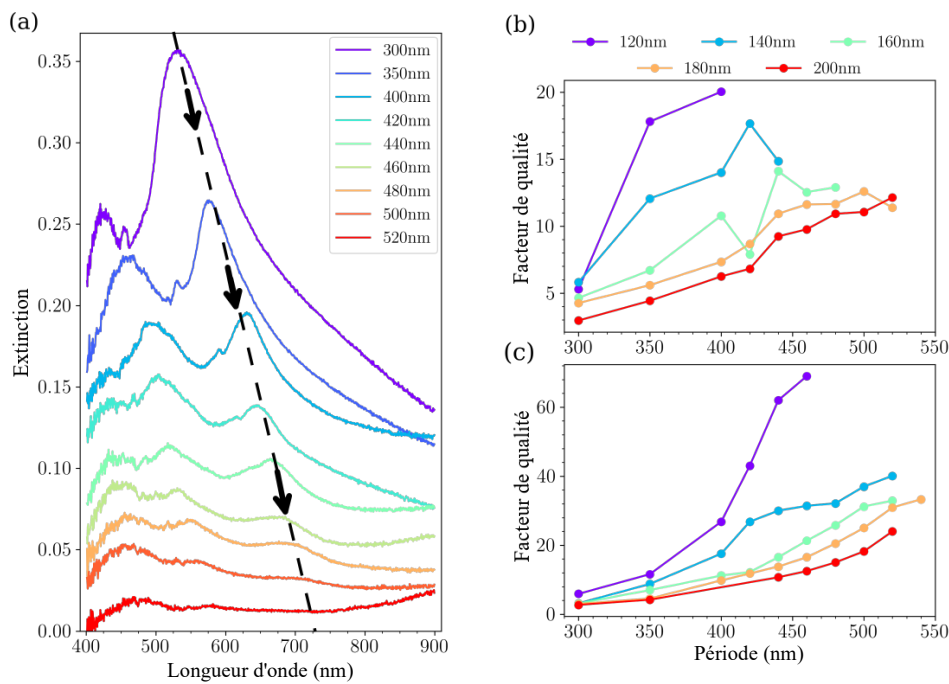 (a)
0.35
0.30
0.25
0.20
0.15
0.10
0.05
0.00
Extinction
400 500 600 700 800 900
Longueur d'onde (nm)
300nm
350nm
400nm
420nm
440nm
460nm
480nm
500nm
520nm
(b)
120nm 140nm 160nm
180nm 200nm
20
15
10
5
Facteur de qualité
300 350 400 450 500 550
(c)
60
40
20
0
Facteur de qualité
300 350 400 450 500 550
Période (nm)